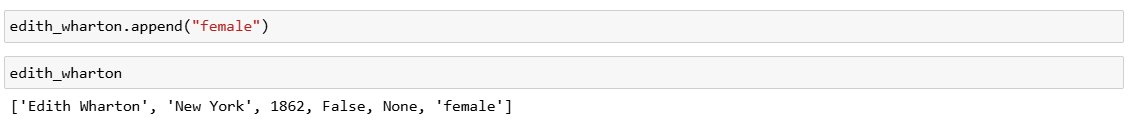 edith_wharton.append("female")
edith_wharton
['Edith Wharton', 'New York', 1862, False, None, 'female']